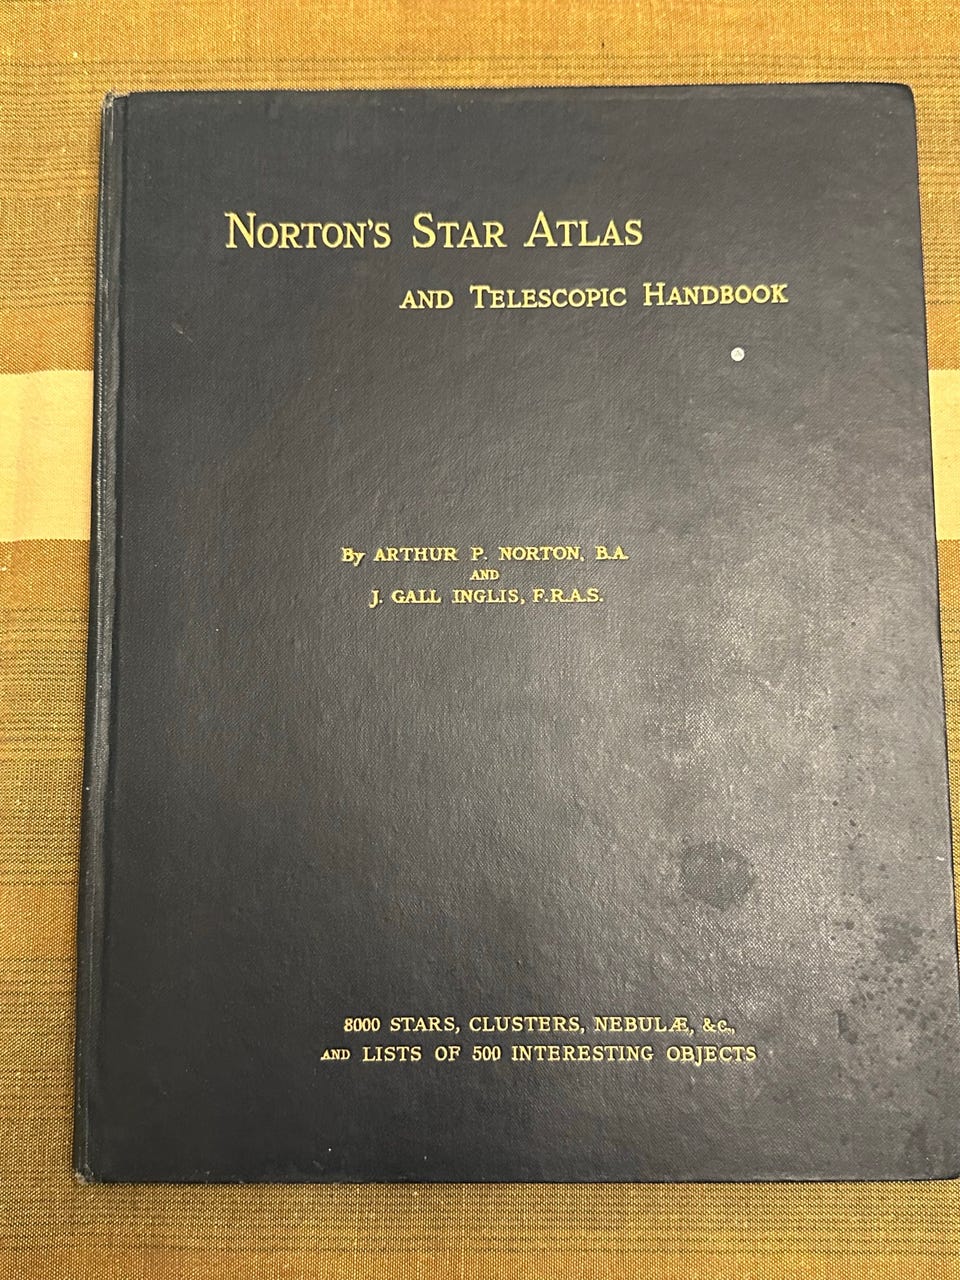 Norton's Star Atlas
and Telescopic Handbook
By ARTHUR P. NORTON, B.A.
AND
J. GALL INGLIS, F.R.A.S.
8000 STARS, CLUSTERS, NEBULÆ, &c.,
AND LISTS OF 500 INTERESTING OBJECTS